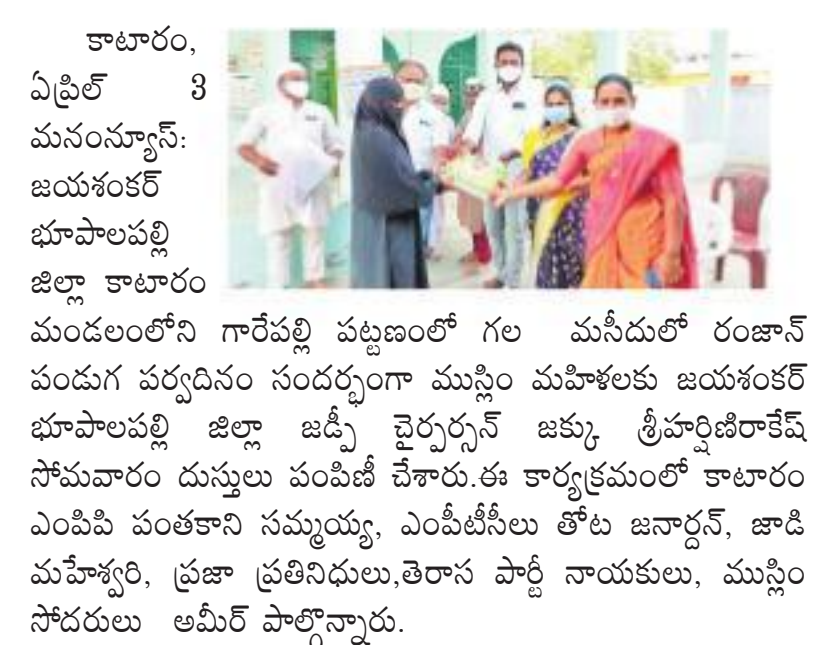 కాటారం,
ఏప్రిల్ 3
మనంన్యూస్:
జయశంకర్
భూపాలపల్లి
జిల్లా కాటారం
మండలంలోని గారేపల్లి పట్టణంలో గల మసీదులో రంజాన్
పండుగ పర్వదినం సందర్భంగా ముస్లిం మహిళలకు జయశంకర్
భూపాలపల్లి జిల్లా జడ్పీ చైర్పర్సన్ జక్కు శ్రీహర్షిణిరాకేష్
సోమవారం దుస్తులు పంపిణీ చేశారు.ఈ కార్యక్రమంలో కాటారం
ఎంపిపి పంతకాని సమ్మయ్య, ఎంపీటీసీలు తోట జనార్దన్, జాడి
మహేశ్వరి, ప్రజా ప్రతినిధులు,తెరాస పార్టీ నాయకులు, ముస్లిం
సోదరులు అమీర్ పాల్గొన్నారు.